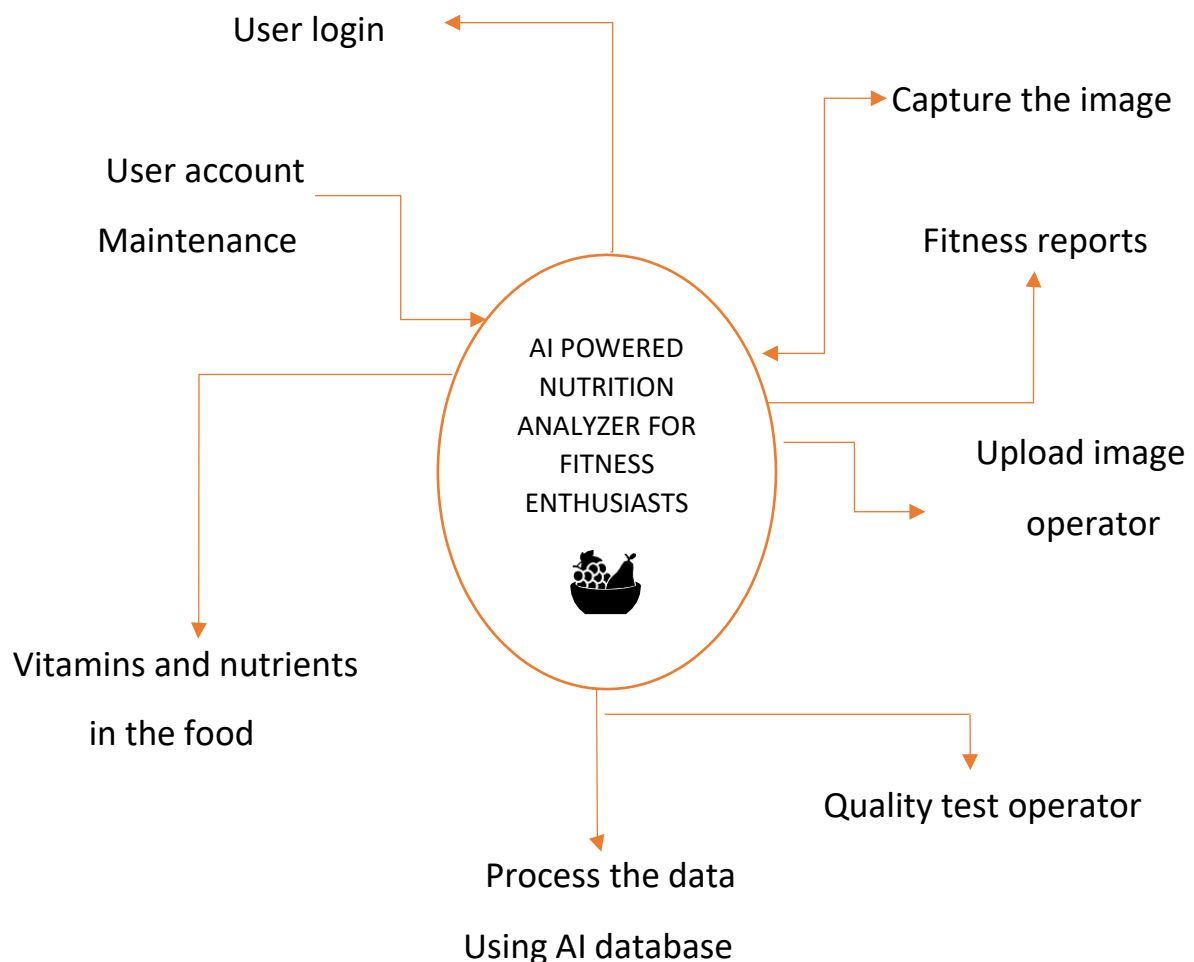 User login
Capture the image
User account
Maintenance
Fitness reports
AI POWERED
NUTRITION
ANALYZER FOR
FITNESS
ENTHUSIASTS
Upload image
operator
Vitamins and nutrients
in the food
Quality test operator
Process the data
Using AI database